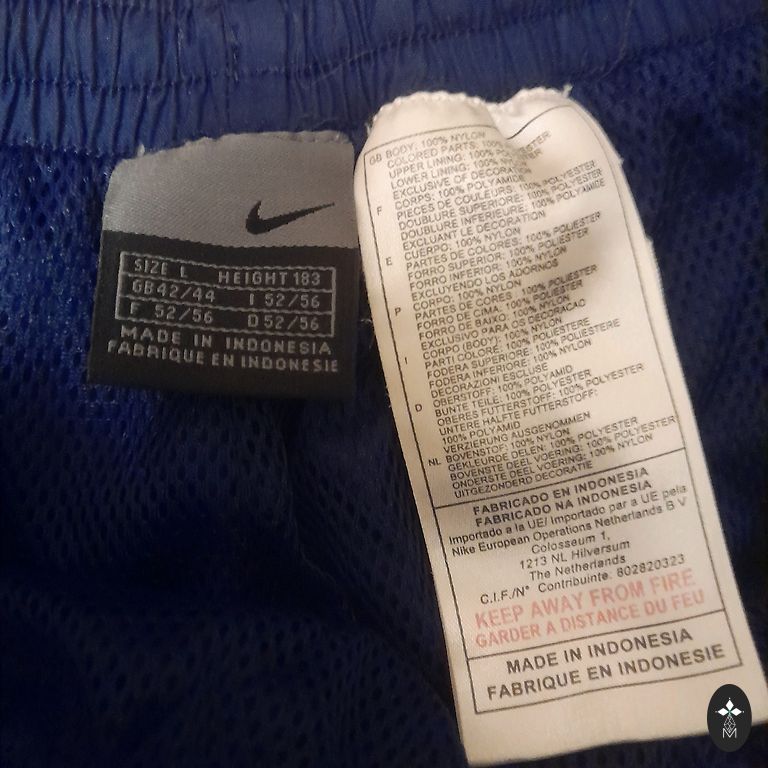 SIZE L HEIGHT 183
GB42/44 I 52/56
F 52/56 D52/56
MADE IN INDONESIA
FABRIQUE EN INDONESIE
GB BODY: 100% NYLON
COLORED PARTS: 100% POLYESTER
UPPER LINING: 100%
LOWER LINING: 100%
EXCLUSIVE OF DECORATION
F CORPS: 100% POLYAMIDE
PIECES DE COULEURS: 100% POLYESTER
DOUBLURE SUPERIORE: 100% POLYESTER
DOUBLURE INFERIEURE: 100% POLYAMIDE
EXCLUANT LE DECORATION
E CUERPO: 100% NYLON
PARTES DE COLORES: 100% POLIESTER
FORRO SUPERIOR: 100% POLIESTER
FORRO INFERIOR: 100% NYLON
EXCLUYENDO LOS ADORNOS
P CORPO: 100% NYLON
PARTES DE CORES 100% POLIESTER
FORRO DE CIMA: 100% POLIESTER
FORRO DE BAIXO: 100% NYLON
EXCLUSIVO PARA OS DECORACAO
I CORPO (BODY): 100% NYLON
PARTI COLORE: 100% POLIESTERE
FODERA SUPERIORE: 100% POLIESTERE
FODERA INFERIORE: 100% NYLON
DECORAZIONI ESCLUSE
D OBERSTOFF: 100% POLYAMID
BUNTE TEILE: 100% POLYESTER
OBERES FUTTERSTOFF: 100% POLYESTER
UNTERE HALFTE FUTTERSTOFF:
100% POLYAMID
VERZIERUNG AUSGENOMMEN
NL BOVENSTOF: 100% NYLON
GEKLEURDE DELEN: 100% POLYESTER
BOVENSTE DEEL VOERING: 100% POLYESTER
ONDERSTE DEEL VOERING: 100% NYLON
UITGEZONDERD DECORATIE
FABRICADO EN INDONESIA
FABRICADO NA INDONESIA
Importado a la UE/ Importado par a UE pela
Nike European Operations Netherlands B V
Colosseum 1,
1213 NL Hilversum
The Netherlands
C.I.F./N° Contribuinte: 802820323
KEEP AWAY FROM FIRE
GARDER A DISTANCE DU FEU
MADE IN INDONESIA
FABRIQUE EN INDONESIE
M